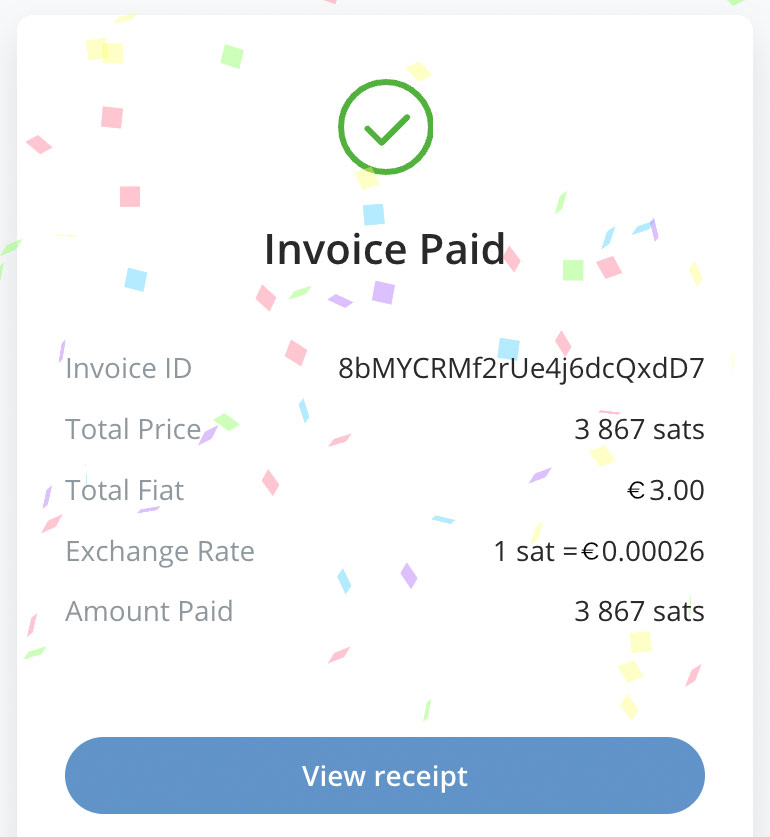 Invoice Paid
Invoice ID 8bMYCRMf2rUe4j6dcQxdD7
Total Price 3 867 sats
Total Fiat €3.00
Exchange Rate 1 sat =€0.00026
Amount Paid 3 867 sats
View receipt